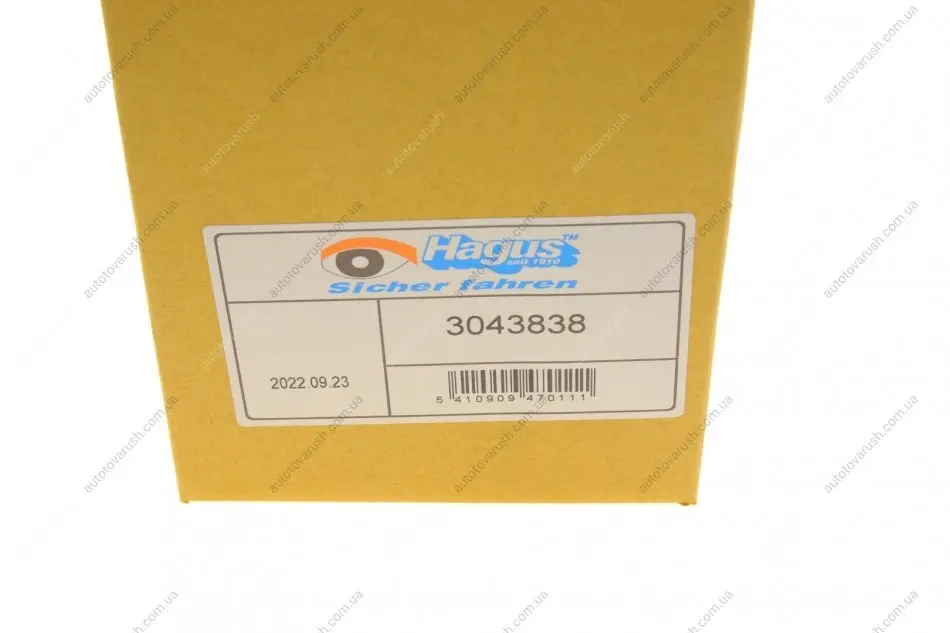 Hagus™
seit 1910
Sicher fahren
3043838
2022.09.23
5 410909 470111
autotovarush.com.ua